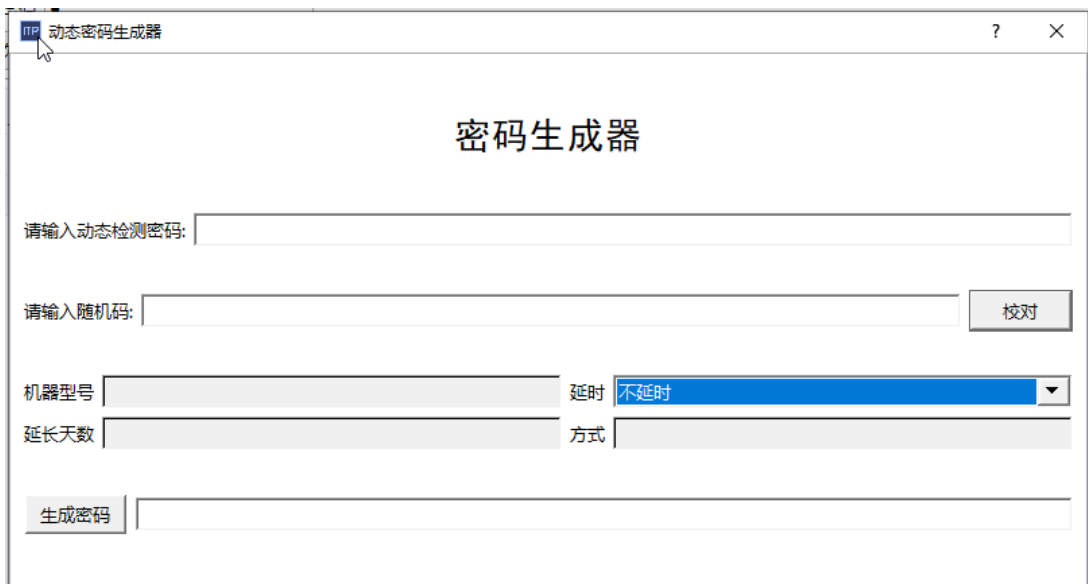 ITP 动态密码生成器 ? ×
密码生成器
请输入动态检测密码:
请输入随机码: 校对
机器型号 延时 不延时
延长天数 方式
生成密码